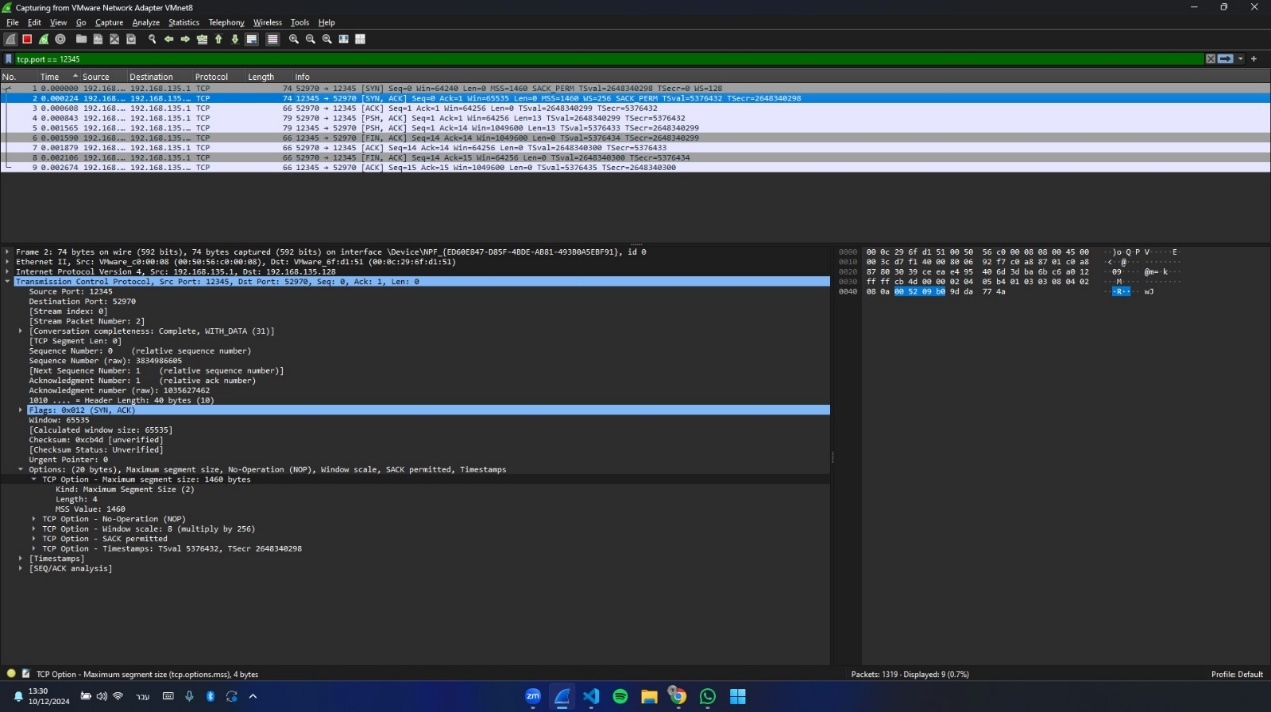 Capturing from VMware Network Adapter VMnet8
File Edit View Go Capture Analyze Statistics Telephony Wireless Tools Help
tcp.port == 12345
No. Time Source Destination Protocol Length Info
1 0.000000 192.168.… 192.168.135.1… TCP 74 52970 → 12345 [SYN] Seq=0 Win=64240 Len=0 MSS=1460 SACK_PERM TSval=2648340298 TSecr=0 WS=128
2 0.000224 192.168.… 192.168.135.1… TCP 74 12345 → 52970 [SYN, ACK] Seq=0 Ack=1 Win=65535 Len=0 MSS=1460 WS=256 SACK_PERM TSval=5376432 TSecr=2648340298
3 0.000608 192.168.… 192.168.135.1 TCP 66 52970 → 12345 [ACK] Seq=1 Ack=1 Win=64256 Len=0 TSval=2648340299 TSecr=5376432
4 0.000843 192.168.… 192.168.135.1 TCP 79 52970 → 12345 [PSH, ACK] Seq=1 Ack=1 Win=64256 Len=13 TSval=2648340299 TSecr=5376432
5 0.001565 192.168.… 192.168.135.1… TCP 79 12345 → 52970 [PSH, ACK] Seq=1 Ack=14 Win=1049600 Len=13 TSval=5376433 TSecr=2648340299
6 0.001590 192.168.… 192.168.135.1… TCP 66 12345 → 52970 [FIN, ACK] Seq=14 Ack=14 Win=1049600 Len=0 TSval=5376434 TSecr=2648340299
7 0.001879 192.168.… 192.168.135.1 TCP 66 52970 → 12345 [ACK] Seq=14 Ack=14 Win=64256 Len=0 TSval=2648340300 TSecr=5376433
8 0.002106 192.168.… 192.168.135.1 TCP 66 52970 → 12345 [FIN, ACK] Seq=14 Ack=15 Win=64256 Len=0 TSval=2648340300 TSecr=5376434
9 0.002674 192.168.… 192.168.135.1… TCP 66 12345 → 52970 [ACK] Seq=15 Ack=15 Win=1049600 Len=0 TSval=5376435 TSecr=2648340300
Frame 2: 74 bytes on wire (592 bits), 74 bytes captured (592 bits) on interface \Device\NPF_{ED60E847-D85F-4BDE-AB81-493B0A5EBF91}, id 0
Ethernet II, Src: VMware_c0:00:08 (00:50:56:c0:00:08), Dst: VMware_6f:d1:51 (00:0c:29:6f:d1:51)
Internet Protocol Version 4, Src: 192.168.135.1, Dst: 192.168.135.128
Transmission Control Protocol, Src Port: 12345, Dst Port: 52970, Seq: 0, Ack: 1, Len: 0
Source Port: 12345
Destination Port: 52970
[Stream index: 0]
[Stream Packet Number: 2]
[Conversation completeness: Complete, WITH_DATA (31)]
[TCP Segment Len: 0]
Sequence Number: 0 (relative sequence number)
Sequence Number (raw): 3834986605
[Next Sequence Number: 1 (relative sequence number)]
Acknowledgment Number: 1 (relative ack number)
Acknowledgment number (raw): 1035627462
1010 .... = Header Length: 40 bytes (10)
Flags: 0x012 (SYN, ACK)
Window: 65535
[Calculated window size: 65535]
Checksum: 0xcb4d [unverified]
[Checksum Status: Unverified]
Urgent Pointer: 0
Options: (20 bytes), Maximum segment size, No-Operation (NOP), Window scale, SACK permitted, Timestamps
TCP Option - Maximum segment size: 1460 bytes
Kind: Maximum Segment Size (2)
Length: 4
MSS Value: 1460
TCP Option - No-Operation (NOP)
TCP Option - Window scale: 8 (multiply by 256)
TCP Option - SACK permitted
TCP Option - Timestamps: TSval 5376432, TSecr 2648340298
[Timestamps]
[SEQ/ACK analysis]
0000 00 0c 29 6f d1 51 00 50 56 c0 00 08 08 00 45 00 ··)o·Q·P V·····E·
0010 00 3c d7 f1 40 00 80 06 92 f7 c0 a8 87 01 c0 a8 ·<··@··· ········
0020 87 80 30 39 ce ea e4 95 40 6d 3d ba 6b c6 a0 12 ··09···· @m=·k···
0030 ff ff cb 4d 00 00 02 04 05 b4 01 03 03 08 04 02 ···M···· ········
0040 08 0a 00 52 09 b0 9d da 77 4a ···R···· wJ
TCP Option - Maximum segment size (tcp.options.mss), 4 bytes
Packets: 1319 · Displayed: 9 (0.7%)
Profile: Default
13:30
10/12/2024
עבר
zm